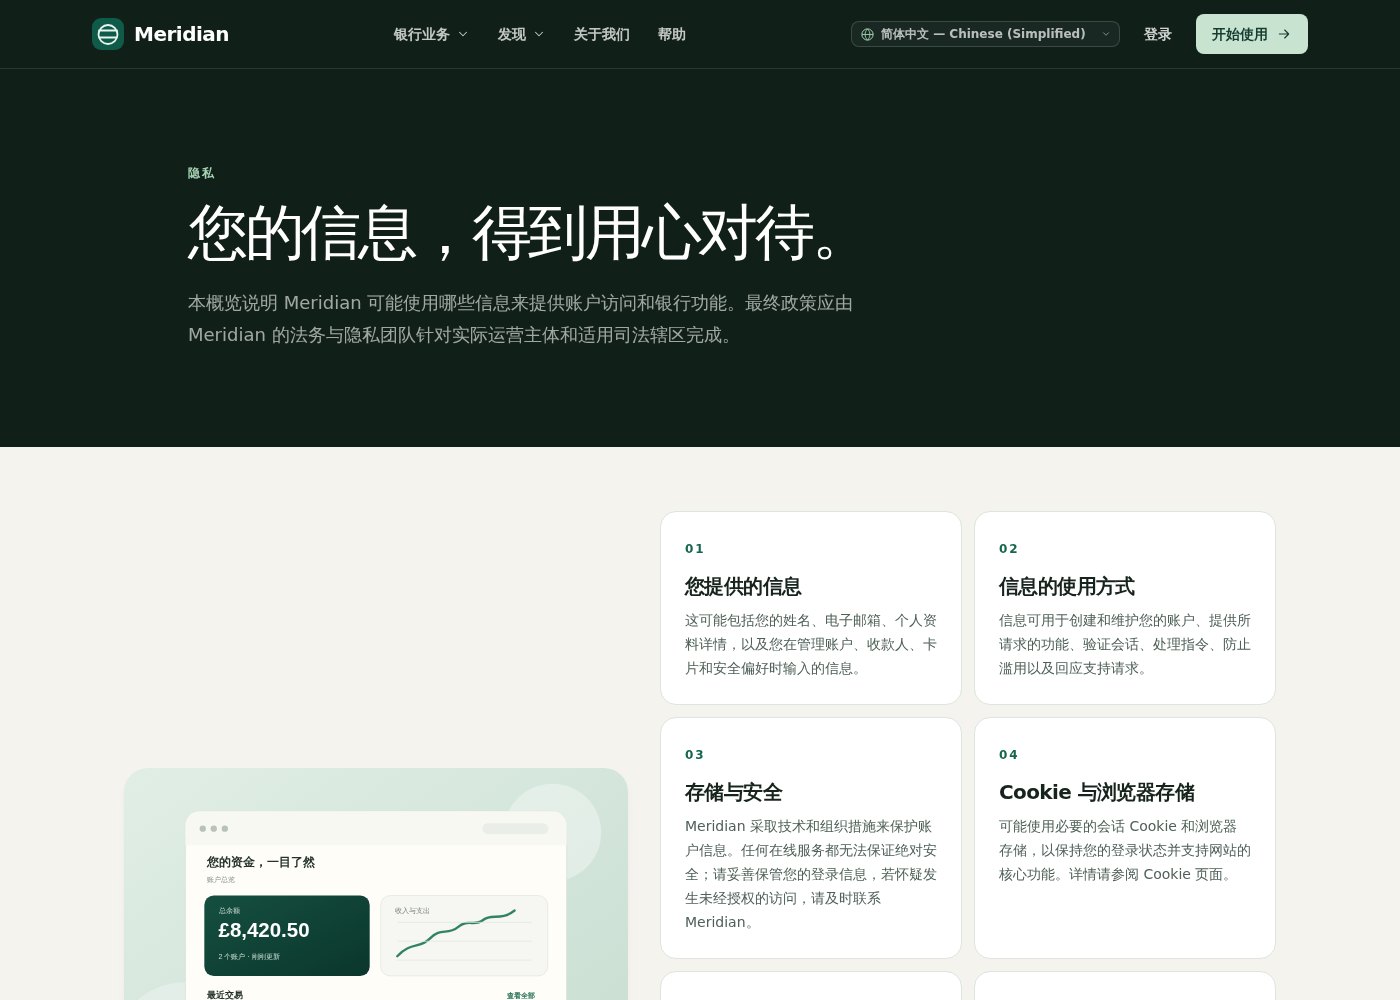 Meridian
银行业务
发现
关于我们
帮助
简体中文 — Chinese (Simplified)
登录
开始使用
隐私
您的信息，得到用心对待。
本概览说明 Meridian 可能使用哪些信息来提供账户访问和银行功能。最终政策应由
Meridian 的法务与隐私团队针对实际运营主体和适用司法辖区完成。
01
您提供的信息
这可能包括您的姓名、电子邮箱、个人资
料详情，以及您在管理账户、收款人、卡
片和安全偏好时输入的信息。
02
信息的使用方式
信息可用于创建和维护您的账户、提供所
请求的功能、验证会话、处理指令、防止
滥用以及回应支持请求。
03
存储与安全
Meridian 采取技术和组织措施来保护账
户信息。任何在线服务都无法保证绝对安
全；请妥善保管您的登录信息，若怀疑发
生未经授权的访问，请及时联系
Meridian。
04
Cookie 与浏览器存储
可能使用必要的会话 Cookie 和浏览器
存储，以保持您的登录状态并支持网站的
核心功能。详情请参阅 Cookie 页面。
您的资金，一目了然
账户总览
总余额
£8,420.50
2 个账户 · 刚刚更新
收入与支出
最近交易
查看全部